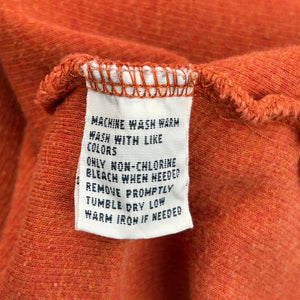 MACHINE WASH WARM
WASH WITH LIKE
COLORS
ONLY NON-CHLORINE
BLEACH WHEN NEEDED
REMOVE PROMPTLY
TUMBLE DRY LOW
WARM IRON IF NEEDED